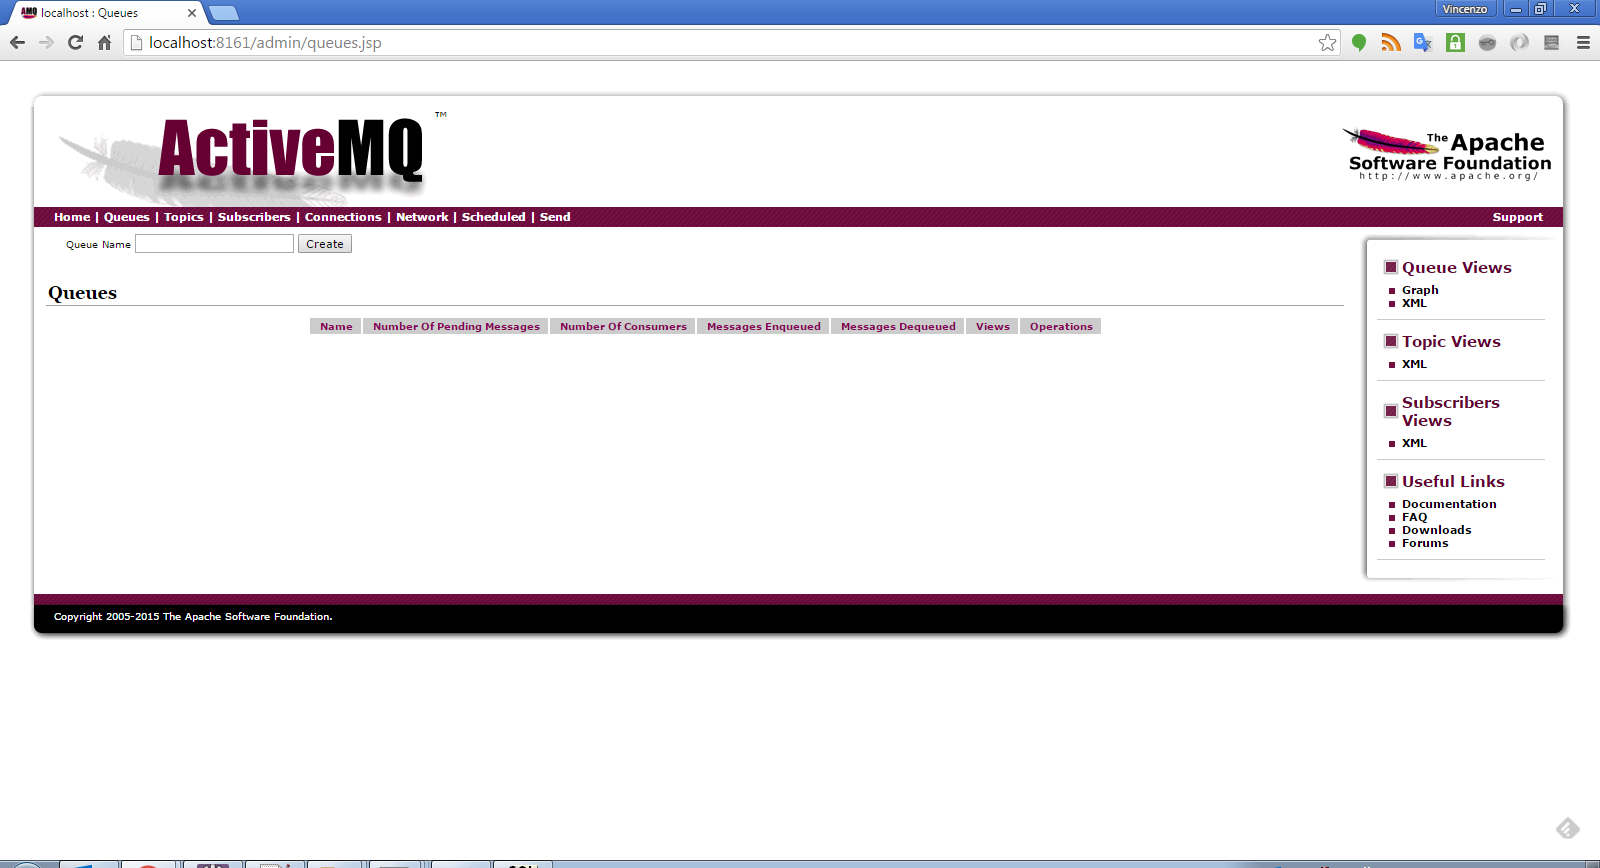 localhost : Queues
Vincenzo
localhost:8161/admin/queues.jsp
ActiveMQ ™
The Apache
Software Foundation
http://www.apache.org/
Home | Queues | Topics | Subscribers | Connections | Network | Scheduled | Send
Support
Queue Name
Create
Queues
Name Number Of Pending Messages Number Of Consumers Messages Enqueued Messages Dequeued Views Operations
Queue Views
Graph
XML
Topic Views
XML
Subscribers
Views
XML
Useful Links
Documentation
FAQ
Downloads
Forums
Copyright 2005-2015 The Apache Software Foundation.